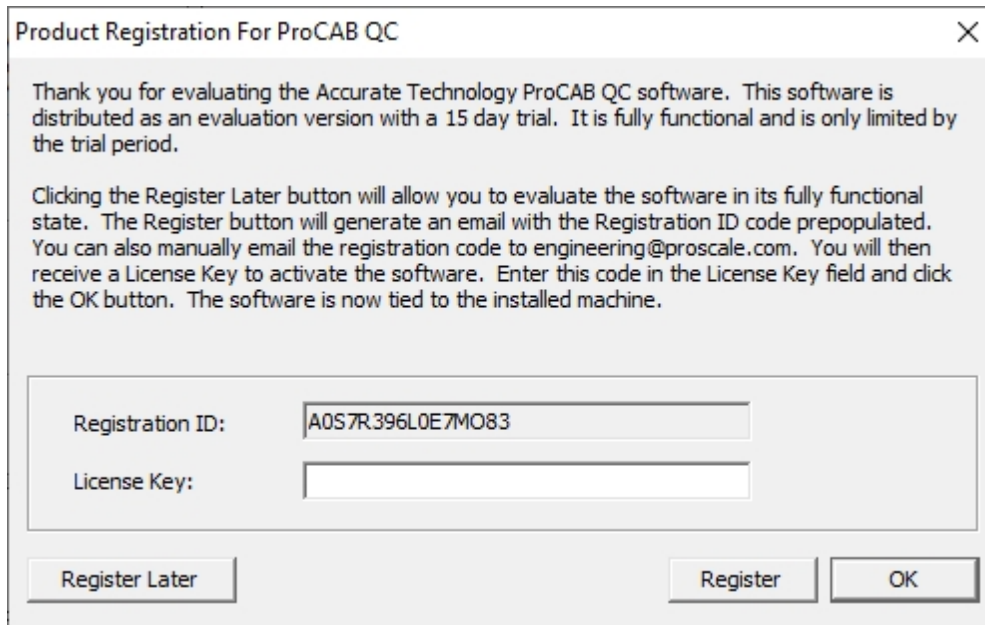 Product Registration For ProCAB QC
Thank you for evaluating the Accurate Technology ProCAB QC software.  This software is
distributed as an evaluation version with a 15 day trial.  It is fully functional and is only limited by
the trial period.
Clicking the Register Later button will allow you to evaluate the software in its fully functional
state.  The Register button will generate an email with the Registration ID code prepopulated.
You can also manually email the registration code to engineering@proscale.com.  You will then
receive a License Key to activate the software.  Enter this code in the License Key field and click
the OK button.  The software is now tied to the installed machine.
Registration ID: A0S7R396L0E7MO83
License Key:
Register Later Register OK